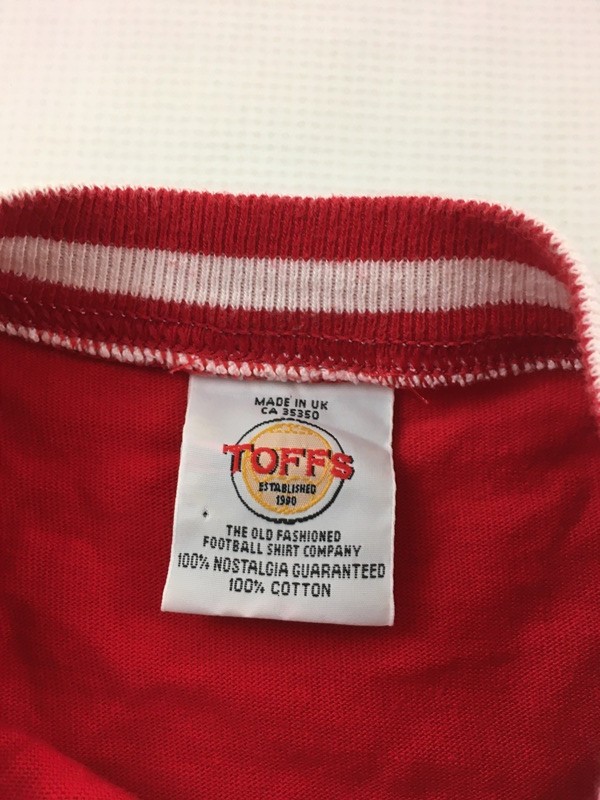 MADE IN UK
CA 35350
TOFFS
ESTABLISHED
1990
THE OLD FASHIONED
FOOTBALL SHIRT COMPANY
100% NOSTALGIA GUARANTEED
100% COTTON